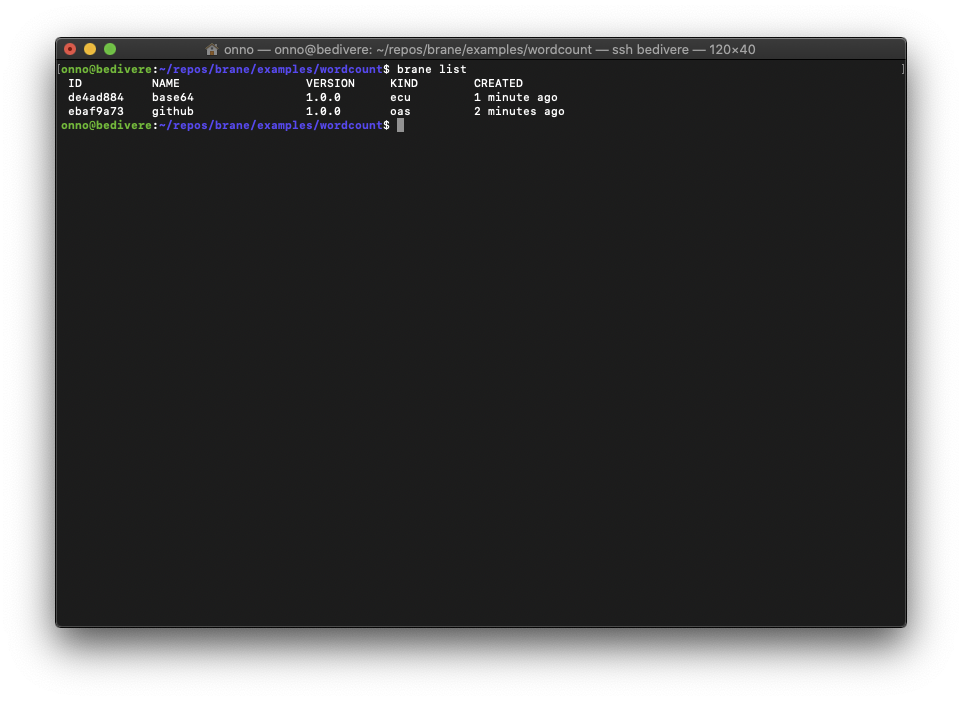 onno — onno@bedivere: ~/repos/brane/examples/wordcount — ssh bedivere — 120×40
[onno@bedivere:~/repos/brane/examples/wordcount$ brane list ]
ID NAME VERSION KIND CREATED
de4ad884 base64 1.0.0 ecu 1 minute ago
ebaf9a73 github 1.0.0 oas 2 minutes ago
onno@bedivere:~/repos/brane/examples/wordcount$